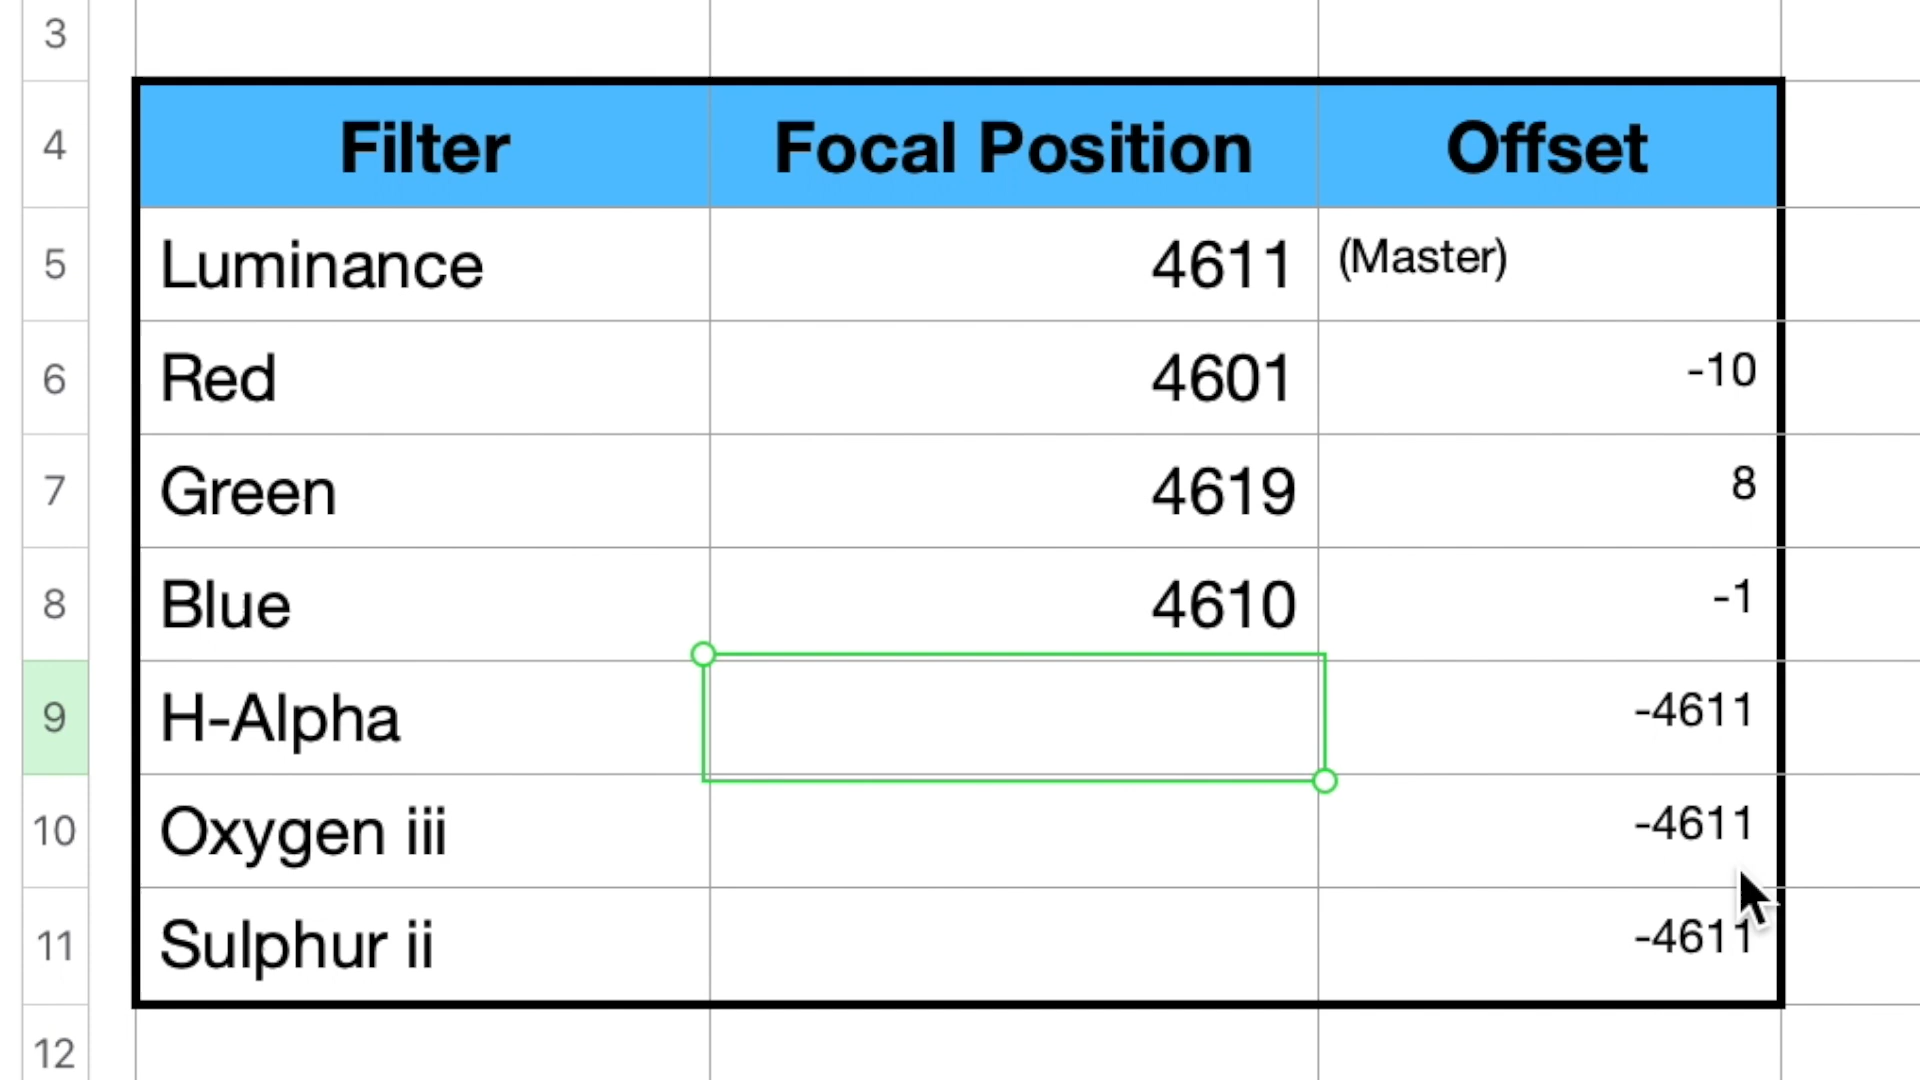 3
4 Filter Focal Position Offset
5 Luminance 4611 (Master)
6 Red 4601 -10
7 Green 4619 8
8 Blue 4610 -1
9 H-Alpha -4611
10 Oxygen iii -4611
11 Sulphur ii -4611
12